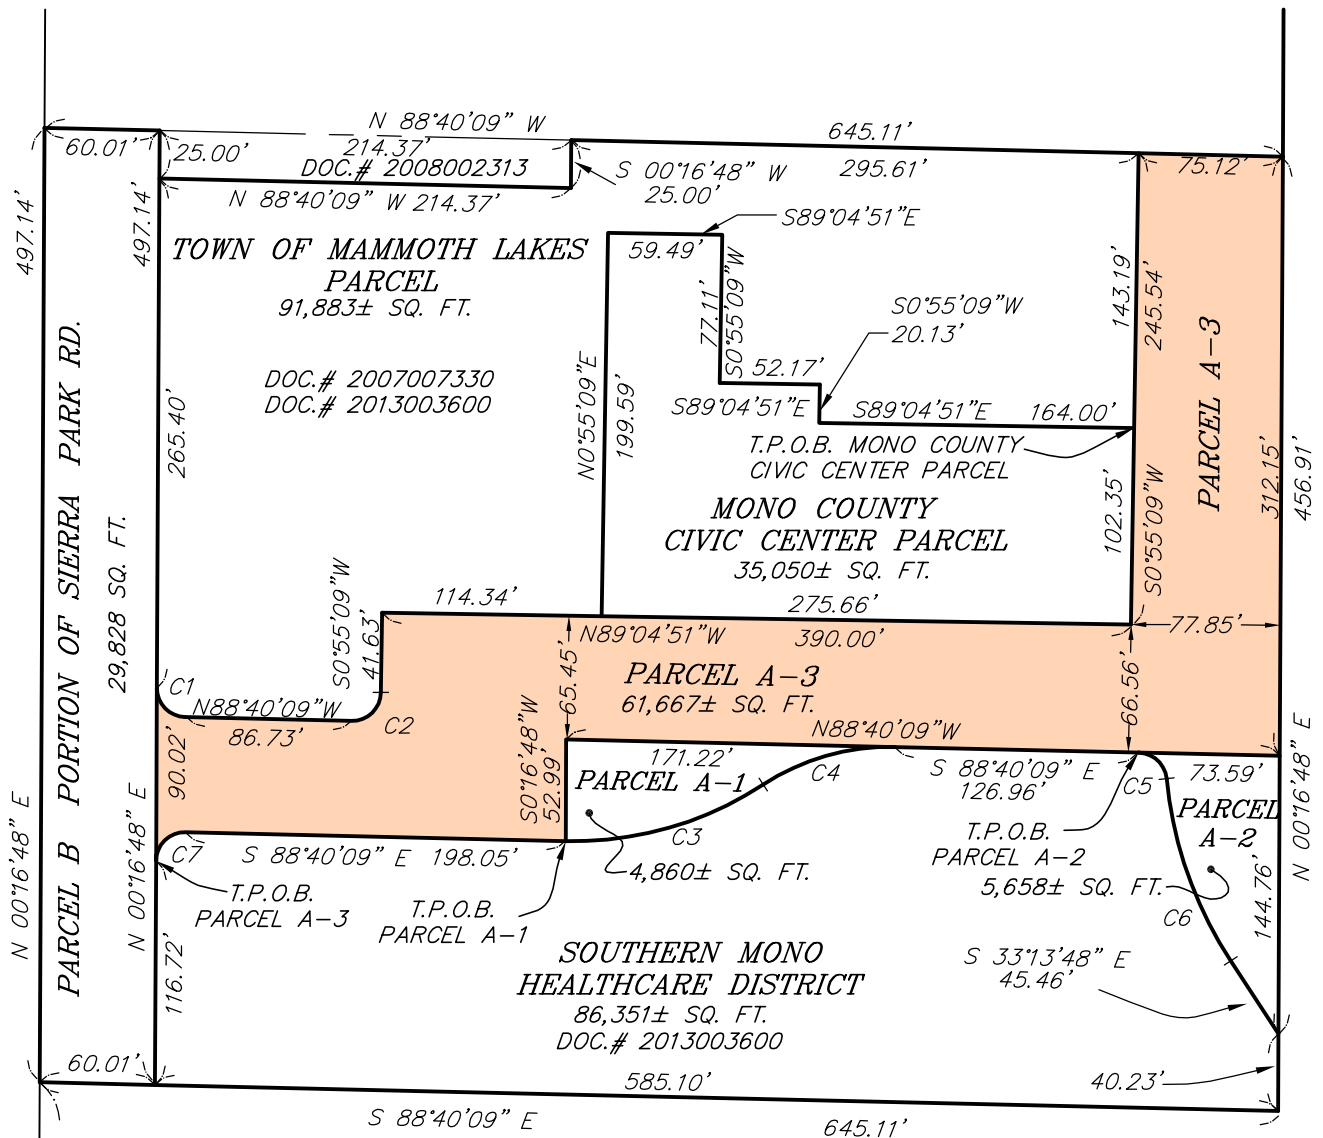 N 88°40'09" W
645.11'
60.01'
25.00'
214.37'
DOC.# 2008002313
S 00°16'48" W
25.00'
295.61'
75.12'
N 88°40'09" W 214.37'
S89°04'51"E
497.14'
497.14'
TOWN OF MAMMOTH LAKES
PARCEL
91,883± SQ. FT.
59.49'
77.11'
S0°55'09"W
143.19'
245.54'
S0°55'09"W
20.13'
DOC.# 2007007330
DOC.# 2013003600
52.17'
S89°04'51"E
S89°04'51"E
164.00'
N0°55'09"E
199.59'
T.P.O.B. MONO COUNTY
CIVIC CENTER PARCEL
PARCEL A-3
265.40'
312.15'
456.91'
MONO COUNTY
CIVIC CENTER PARCEL
35,050± SQ. FT.
102.35'
S0°55'09"W
PARCEL B PORTION OF SIERRA PARK RD.
29,828 SQ. FT.
S0°55'09"W
41.63'
114.34'
275.66'
N89°04'51"W
390.00'
77.85'
65.45'
66.56'
PARCEL A-3
61,667± SQ. FT.
C1
N88°40'09"W
86.73'
C2
N88°40'09"W
90.02'
S0°16'48"W
52.99'
171.22'
PARCEL A-1
C4
S 88°40'09" E
126.96'
C5
73.59'
PARCEL
A-2
N 00°16'48" E
N 00°16'48" E
N 00°16'48" E
C7
S 88°40'09" E 198.05'
C3
4,860± SQ. FT.
T.P.O.B.
PARCEL A-2
5,658± SQ. FT.
T.P.O.B.
PARCEL A-3
T.P.O.B.
PARCEL A-1
C6
144.76'
116.72'
SOUTHERN MONO
HEALTHCARE DISTRICT
86,351± SQ. FT.
DOC.# 2013003600
S 33°13'48" E
45.46'
60.01'
585.10'
40.23'
S 88°40'09" E
645.11'